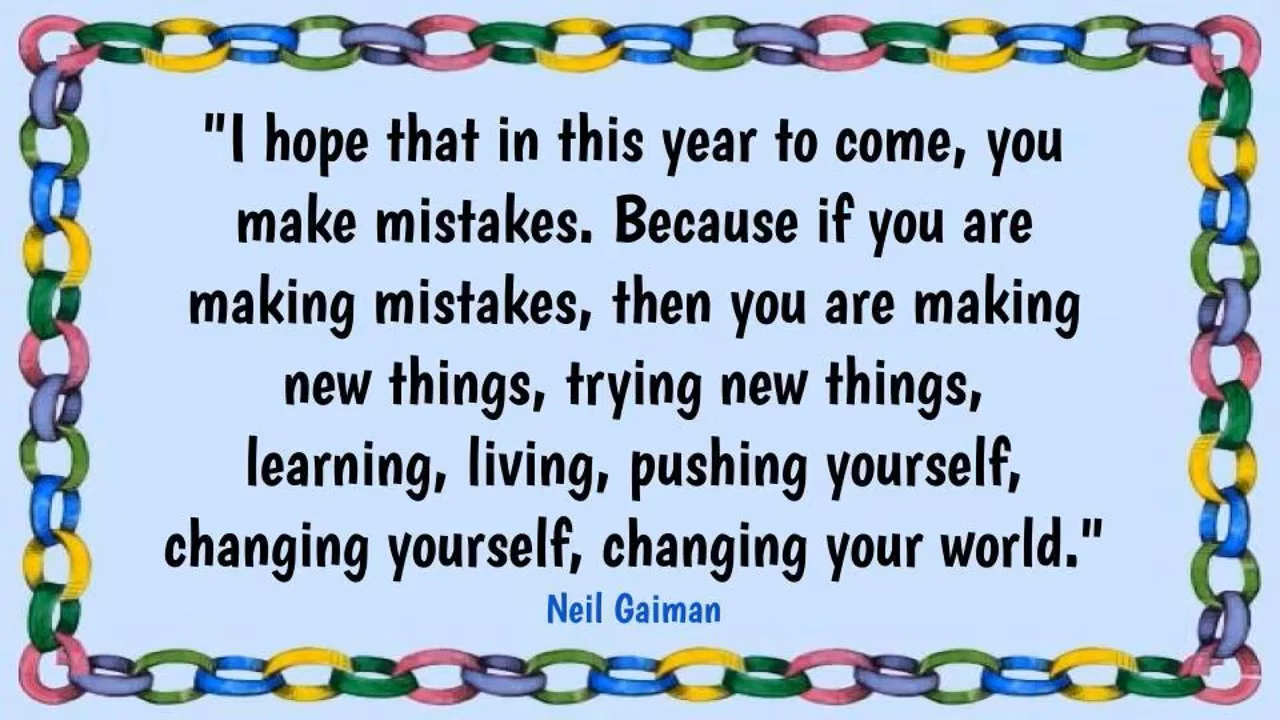 "I hope that in this year to come, you
make mistakes. Because if you are
making mistakes, then you are making
new things, trying new things,
learning, living, pushing yourself,
changing yourself, changing your world."
Neil Gaiman